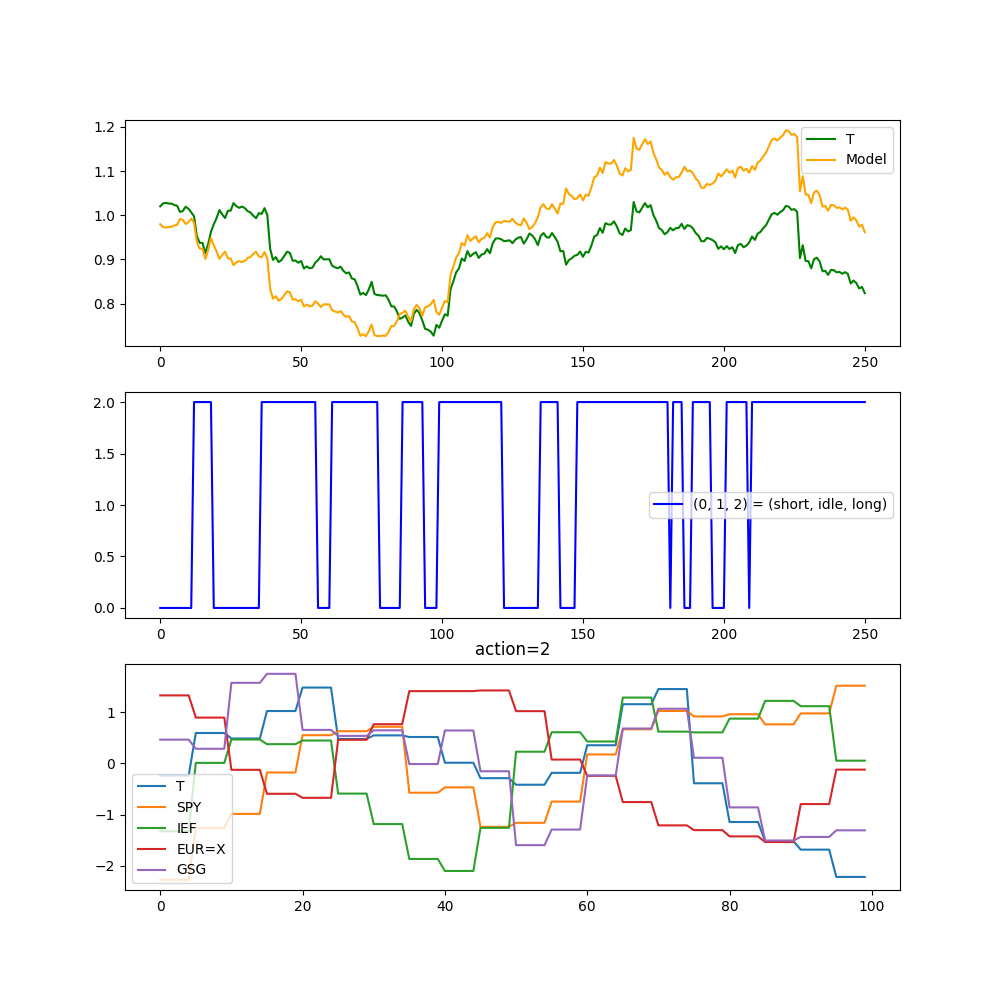 1.2
1.1
1.0
0.9
0.8
T
Model
0 50 100 150 200 250
2.0
1.5
1.0
0.5
0.0
(0, 1, 2) = (short, idle, long)
0 50 100 150 200 250
action=2
1
0
−1
−2
T
SPY
IEF
EUR=X
GSG
0 20 40 60 80 100